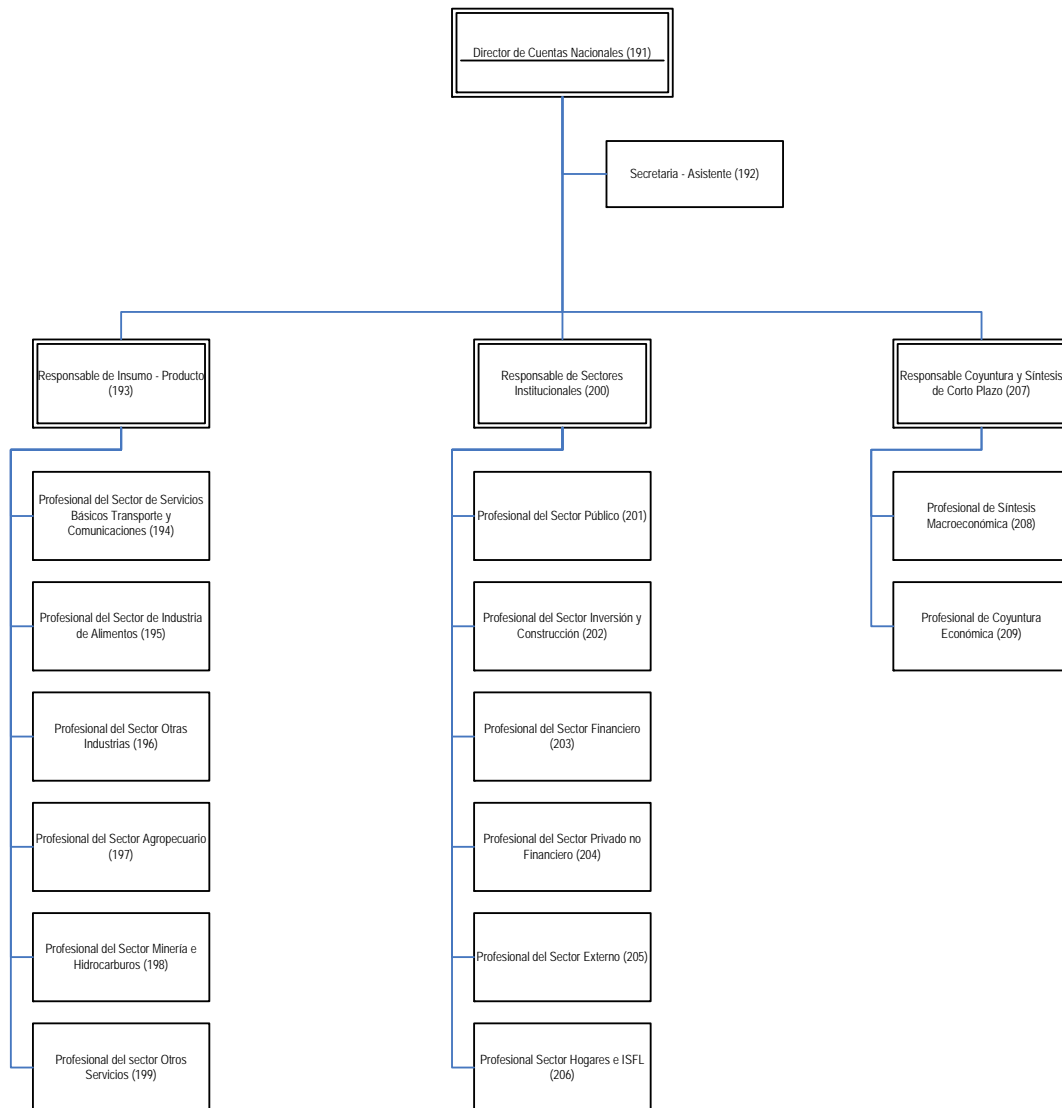 Director de Cuentas Nacionales (191)
Secretaria - Asistente (192)
Responsable de Insumo - Producto
(193)
Profesional del Sector de Servicios
Básicos Transporte y
Comunicaciones (194)
Profesional del Sector de Industria
de Alimentos (195)
Profesional del Sector Otras
Industrias (196)
Profesional del Sector Agropecuario
(197)
Profesional del Sector Minería e
Hidrocarburos (198)
Profesional del sector Otros
Servicios (199)
Responsable de Sectores
Institucionales (200)
Profesional del Sector Público (201)
Profesional del Sector Inversión y
Construcción (202)
Profesional del Sector Financiero
(203)
Profesional del Sector Privado no
Financiero (204)
Profesional del Sector Externo (205)
Profesional Sector Hogares e ISFL
(206)
Responsable Coyuntura y Síntesis
de Corto Plazo (207)
Profesional de Síntesis
Macroeconómica (208)
Profesional de Coyuntura
Económica (209)